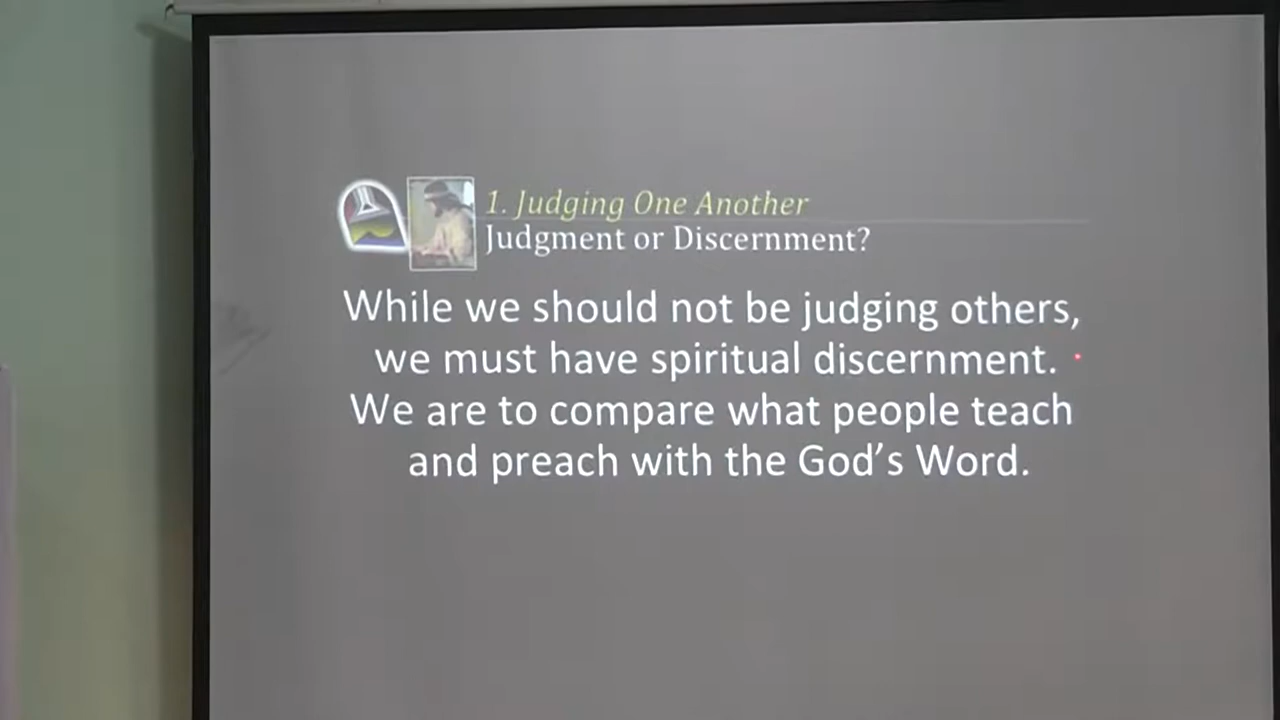 1. Judging One Another
Judgment or Discernment?
While we should not be judging others,
we must have spiritual discernment.
We are to compare what people teach
and preach with the God's Word.